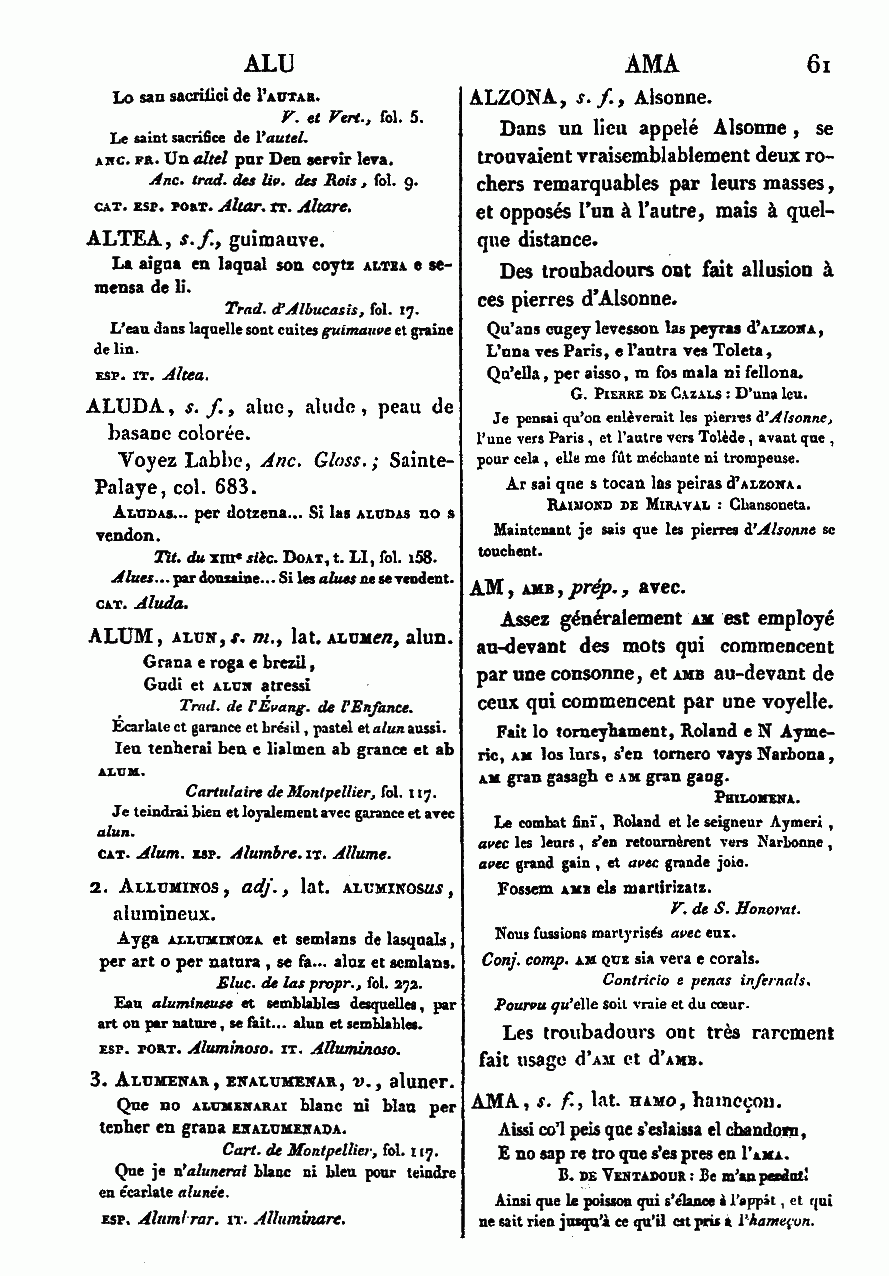 ALU
AMA 61
Lo san sacrifici de l'AUTAR.
V. et Vert., fol. 5.
Le saint sacrifice de l'autel.
ANC. FR. Un altel pur Deu servir leva.
Anc. trad. des liv. des Rois, fol. 9.
CAT. ESP. PORT. Altar. IT. Altare.
ALTEA, s. f., guimauve.
La aigua en laqual son coytz ALTEA e se-
mensa de li.
Trad. d'Albucasis, fol. 17.
L'eau dans laquelle sont cuites guimauve et graine
de lin.
ESP. IT. Altea.
ALUDA, s. f., alue, alude, peau de
basane colorée.
Voyez Labbe, Anc. Gloss.; Sainte-
Palaye, col. 683.
ALUDAS... per dotzena... Si las ALUDAS no s
vendon.
Tit. du XIIIe sièc. DOAT, t. LI, fol. 158.
Alues... par douzaine... Si les alues ne se vendent.
CAT. Aluda.
ALUM, ALUN, s. m., lat. ALUMen, alun.
Grana e roga e brezil,
Gudi et ALUN atressi
Trad. de l'Évang. de l'Enfance.
Écarlate et garance et brésil, pastel et alun aussi.
Ieu tenherai ben e lialmen ab grance et ab
ALUM.
Cartulaire de Montpellier, fol. 117.
Je teindrai bien et loyalement avec garance et avec
alun.
CAT. Alum. ESP. Alumbre. IT. Allume.
2. ALLUMINOS, adj., lat. ALUMINOSUS,
alumineux.
Ayga ALLUMINOZA et semlans de lasquals,
per art o per natura, se fa... aluz et semlans.
Eluc. de las propr., fol. 272.
Eau alumineuse et semblables desquelles, par
art ou par nature, se fait... alun et semblables.
ESP. PORT. Aluminoso. IT. Alluminoso.
3. ALUMENAR, ENALUMENAR, v., aluner.
Que no ALUMENARAI blanc ni blau per
tenher en grana ENALUMENADA.
Cart. de Montpellier, fol. 117.
Que je n'alunerai blanc ni bleu pour teindre
en écarlate alunée.
ESP. Alumbrar. IT. Alluminare.
ALZONA, s. f., Alsonne.
Dans un lieu appelé Alsonne, se
trouvaient vraisemblablement deux ro-
chers remarquables par leurs masses,
et opposés l'un à l'autre, mais à quel-
que distance.
Des troubadours ont fait allusion à
ces pierres d'Alsonne.
Qu'ans cugey levesson las peyras d'ALZONA,
L'una ves Paris, e l'autra ves Toleta,
Qu'ella, per aisso, m fos mala ni fellona.
G. PIERRE DE CAZALS : D'una leu.
Je pensai qu'on enlèverait les pierres d'Alsonne,
l'une vers Paris, et l'autre vers Tolède, avant que,
pour cela, elle me fût méchante ni trompeuse.
Ar sai que s tocan las peiras d'ALZONA.
RAIMOND DE MIRAVAL : Chansoneta.
Maintenant je sais que les pierres d'Alsonne se
touchent.
AM, AMB, prép., avec.
Assez généralement AM est employé
au-devant des mots qui commencent
par une consonne, et AMB au-devant de
ceux qui commencent par une voyelle.
Fait lo torneyhament, Roland e N Ayme-
ric, AM los lurs, s'en tornero vays Narbona,
AM gran gasagh e AM gran gaug.
PHILOMENA.
Le combat fini, Roland et le seigneur Aymeri,
avec les leurs, s'en retournèrent vers Narbonne,
avec grand gain, et avec grande joie.
Fossem AMB els martirizatz.
V. de S. Honorat.
Nous fussions martyrisés avec eux.
Conj. comp. AM QUE sia vera e corals.
Contricio e penas infernals.
Pourvu qu'elle soit vraie et du cœur.
Les troubadours ont très rarement
fait usage d'AM et d'AMB.
AMA, s. f., lat. HAMO, hameçon.
Aissi co'l peis que s'eslaissa el chandorn,
E no sap re tro que s'es pres en l'AMA.
B. DE VENTADOUR : Be m'an perdut!
Ainsi que le poisson qui s'élance à l'appât, et qui
ne sait rien jusqu'à ce qu'il est pris à l'hameçon.